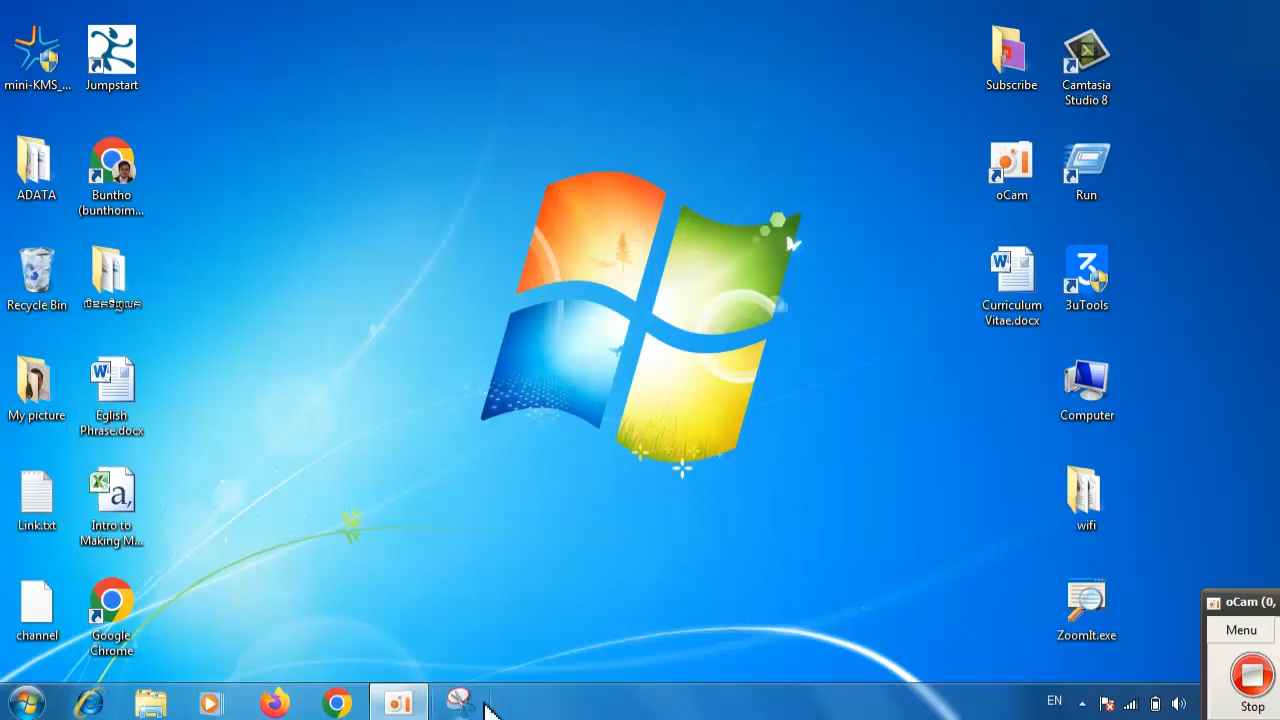 mini-KMS_...
Jumpstart
Subscribe
Camtasia
Studio 8
ADATA
Buntho
(bunthoim...
oCam
Run
Recycle Bin
Curriculum
Vitae.docx
3uTools
My picture
Eglish
Phrase.docx
Computer
Link.txt
Intro to
Making M...
wifi
channel
Google
Chrome
ZoomIt.exe
oCam (0,
Menu
Stop
EN